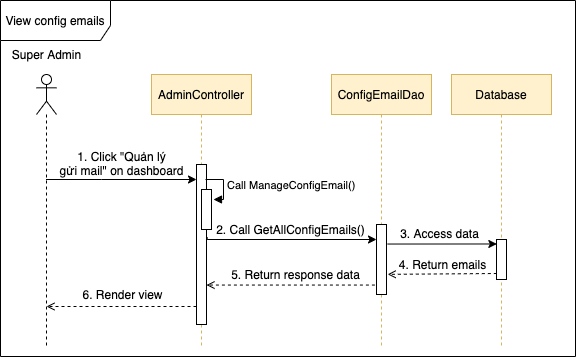 View config emails
Super Admin
AdminController
ConfigEmailDao
Database
1. Click "Quản lý
gửi mail" on dashboard
Call ManageConfigEmail()
2. Call GetAllConfigEmails()
3. Access data
4. Return emails
5. Return response data
6. Render view